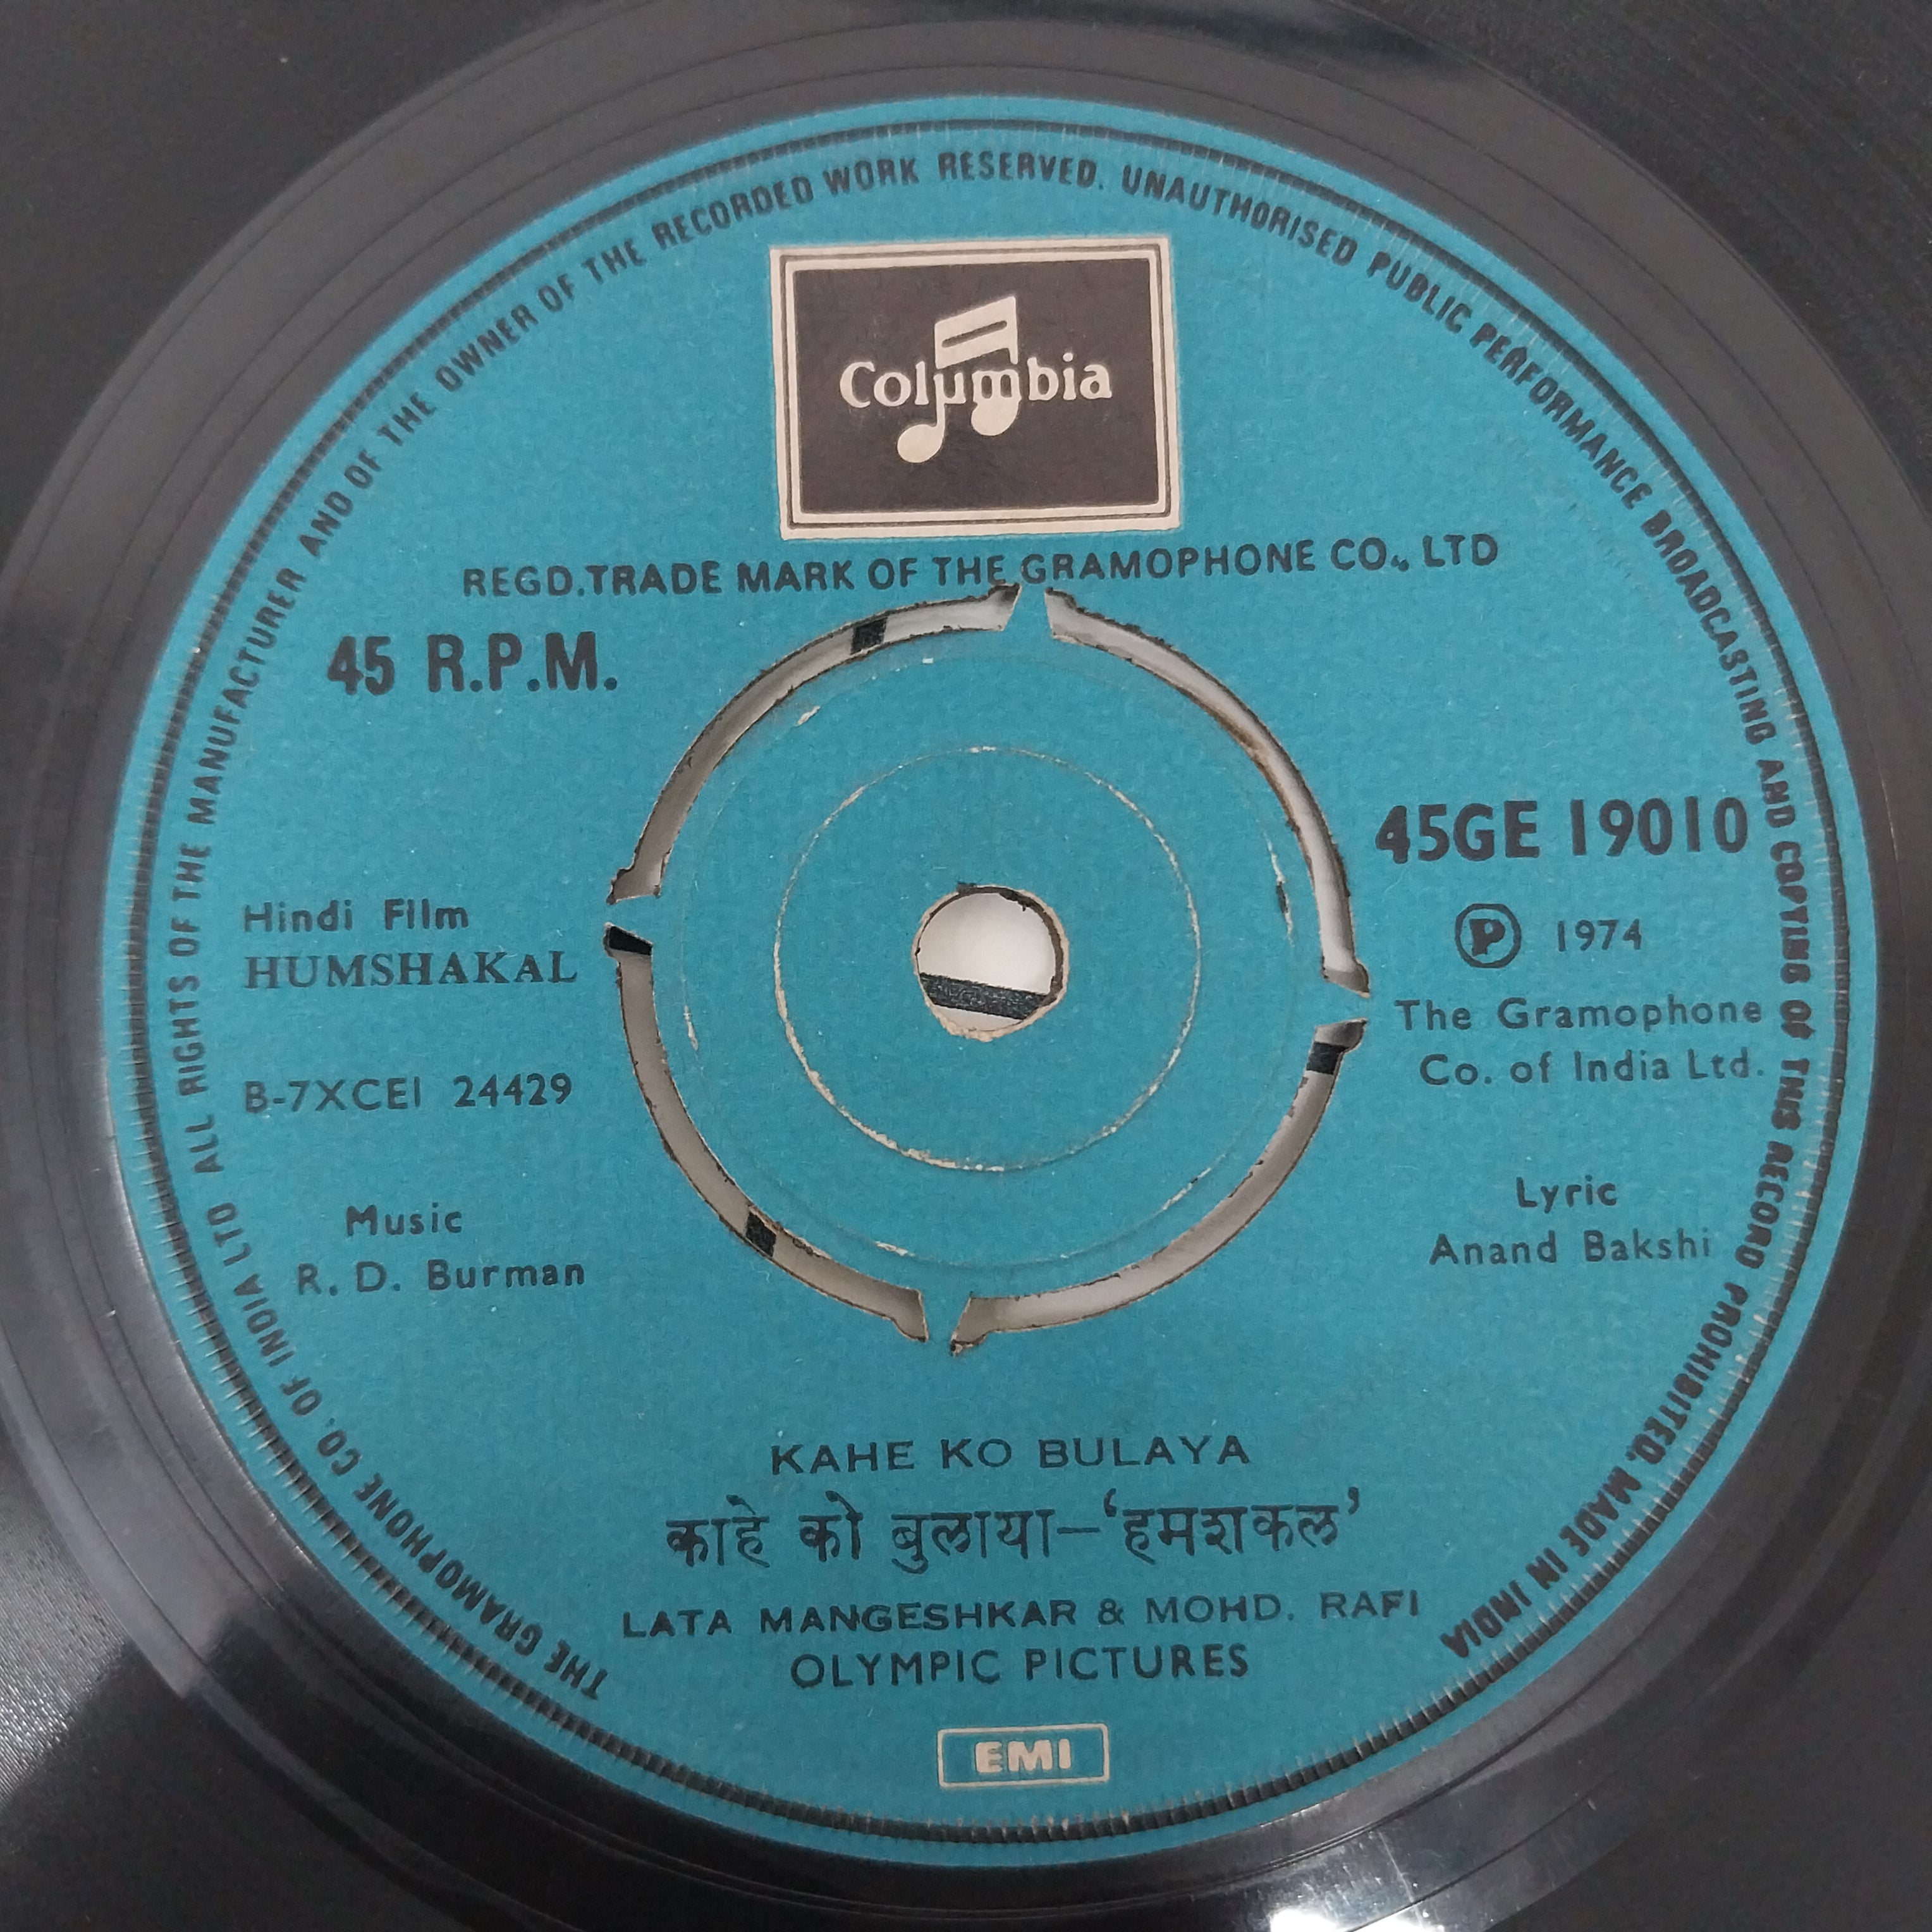 THE GRAMOPHONE CO. OF INDIA LTD ALL RIGHTS OF THE MANUFACTURER AND OF THE OWNER OF THE RECORDED WORK RESERVED. UNAUTHORISED PUBLIC PERFORMANCE BROADCASTING AND COPYING OF THIS RECORD PROHIBITED. MADE IN INDIA
Columbia
REGD.TRADE MARK OF THE GRAMOPHONE CO., LTD
45 R.P.M.
45GE 19010
Hindi Film
HUMSHAKAL
Ⓟ 1974
The Gramophone
Co. of India Ltd.
B-7XCEI 24429
Music
R. D. Burman
Lyric
Anand Bakshi
KAHE KO BULAYA
काहे को बुलाया—‘हमशकल’
LATA MANGESHKAR & MOHD. RAFI
OLYMPIC PICTURES
EMI